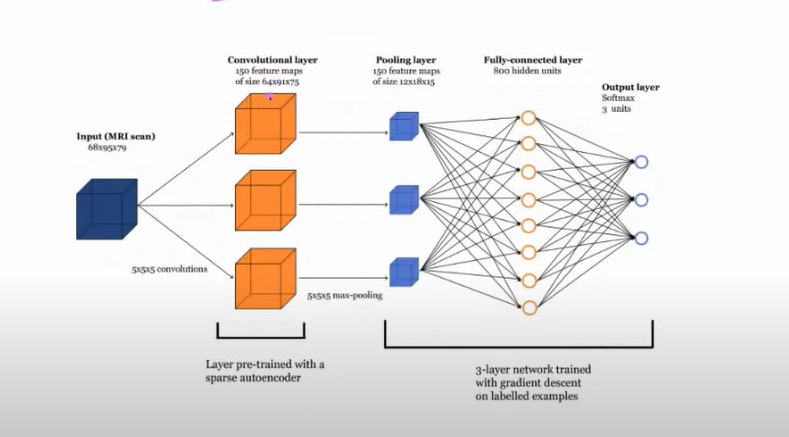 Convolutional layer
150 feature maps
of size 64x91x75
Pooling layer
150 feature maps
of size 12x18x15
Fully-connected layer
800 hidden units
Output layer
Softmax
3 units
Input (MRI scan)
68x95x79
5x5x5 convolutions
5x5x5 max-pooling
Layer pre-trained with a
sparse autoencoder
3-layer network trained
with gradient descent
on labelled examples